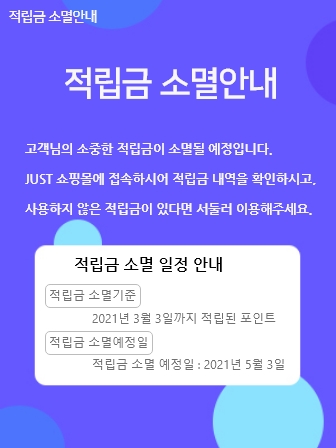 적립금 소멸안내
적립금 소멸안내
고객님의 소중한 적립금이 소멸될 예정입니다.
JUST 쇼핑몰에 접속하시어 적립금 내역을 확인하시고,
사용하지 않은 적립금이 있다면 서둘러 이용해주세요.
적립금 소멸 일정 안내
적립금 소멸기준
2021년 3월 3일까지 적립된 포인트
적립금 소멸예정일
적립금 소멸 예정일 : 2021년 5월 3일